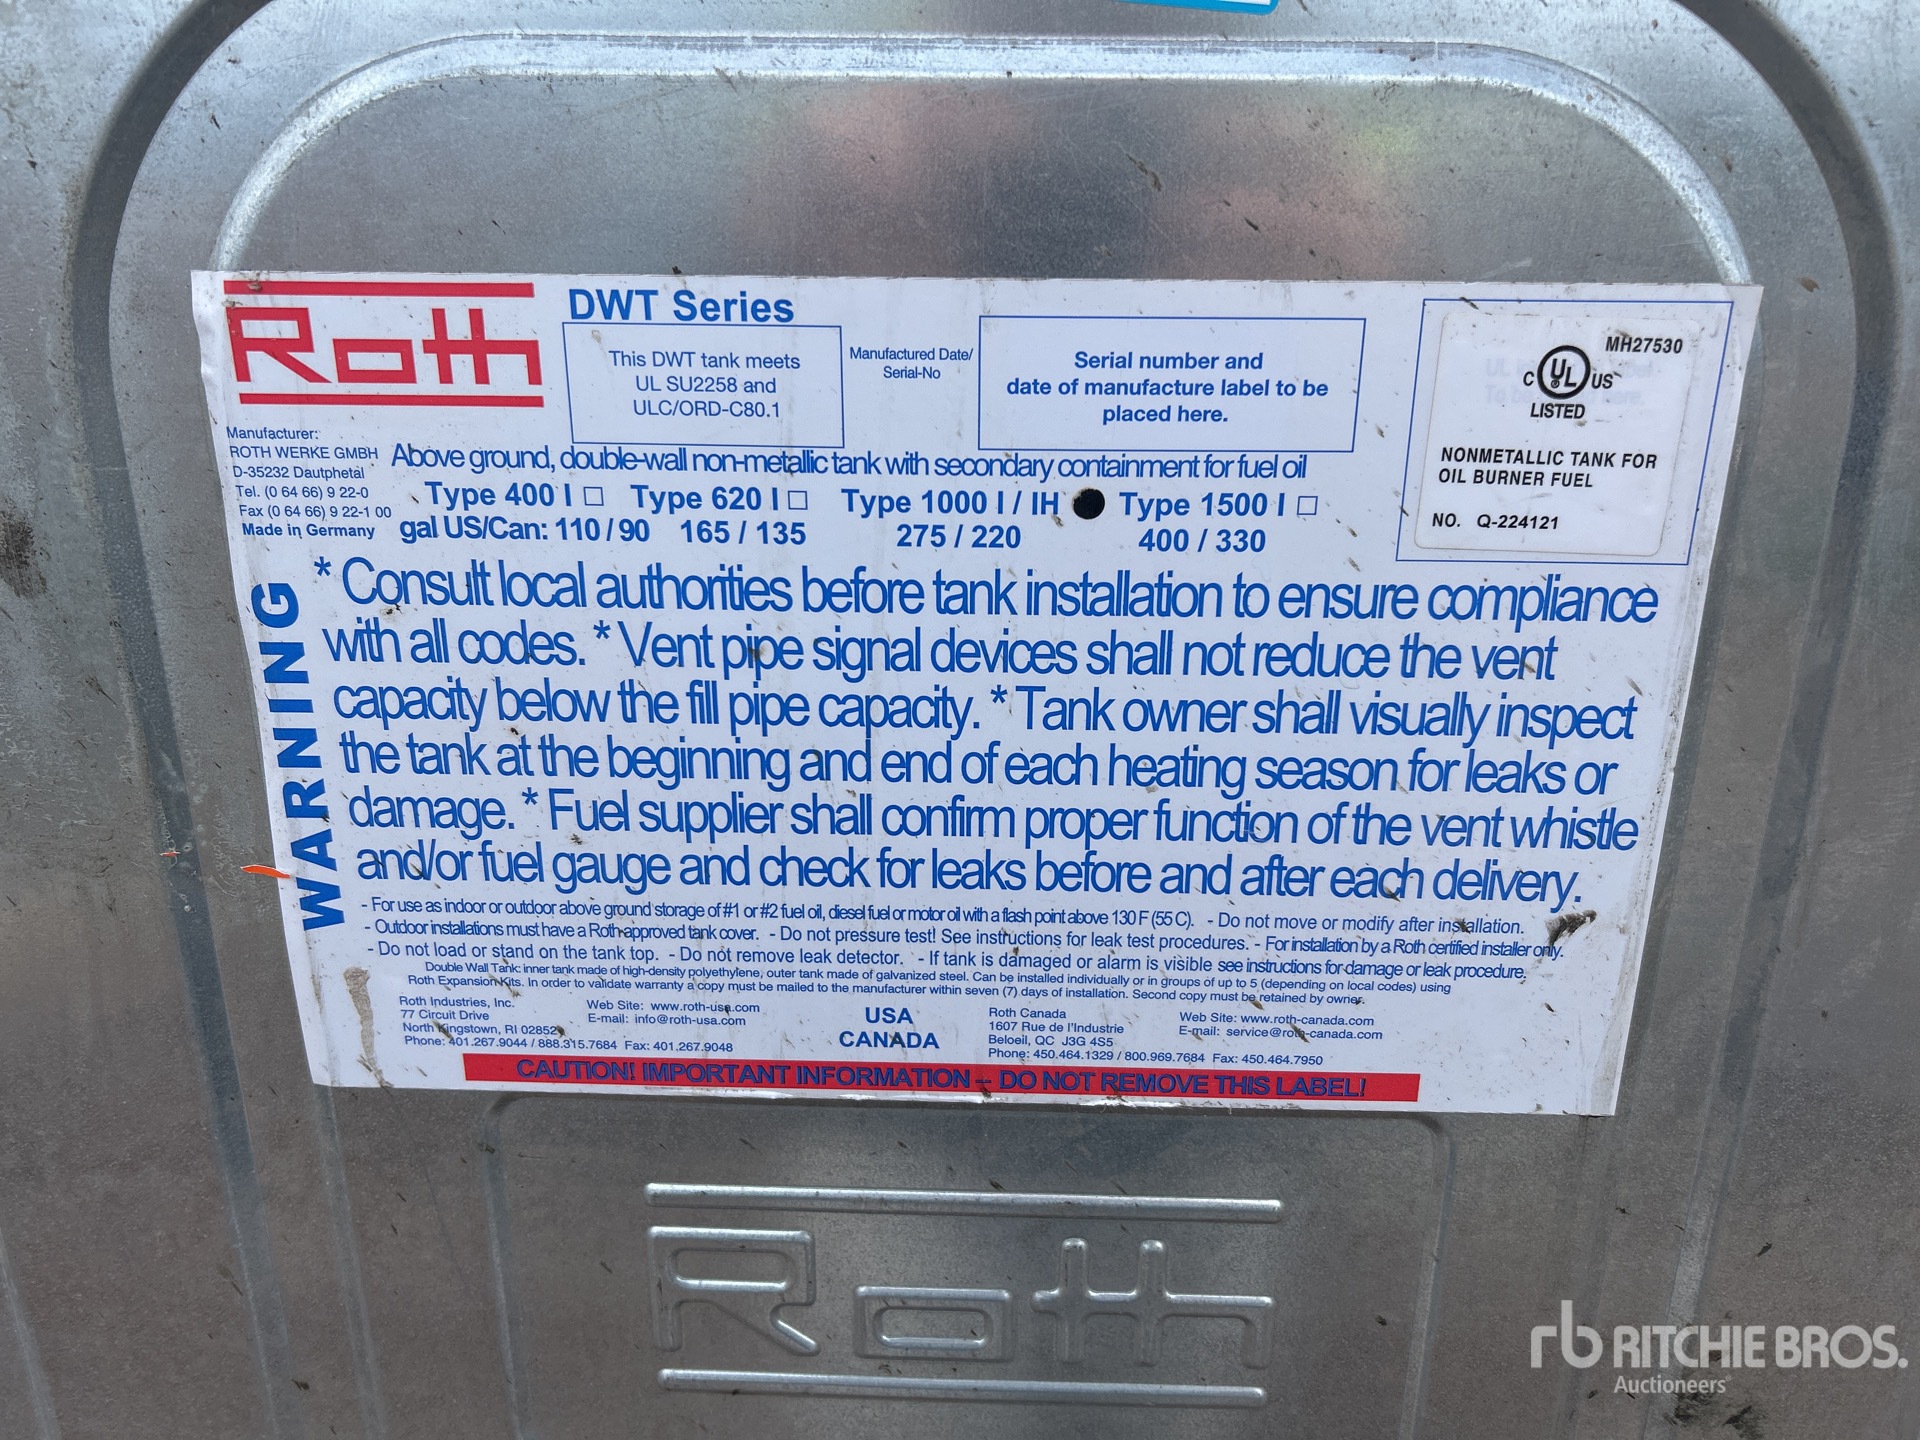 Roth
DWT Series
This DWT tank meets
UL SU2258 and
ULC/ORD-C80.1
Manufactured Date/
Serial-No
Serial number and
date of manufacture label to be
placed here.
MH27530
C UL US
LISTED
NONMETALLIC TANK FOR
OIL BURNER FUEL
NO. Q-224121
Manufacturer:
ROTH WERKE GMBH
D-35232 Dautphetal
Tel. (0 64 66) 9 22-0
Fax (0 64 66) 9 22-1 00
Made in Germany
Above ground, double-wall non-metallic tank with secondary containment for fuel oil
Type 400 l □ Type 620 l □ Type 1000 l / IH ● Type 1500 l □
gal US/Can: 110 / 90 165 / 135 275 / 220 400 / 330
WARNING
* Consult local authorities before tank installation to ensure compliance
with all codes. * Vent pipe signal devices shall not reduce the vent
capacity below the fill pipe capacity. * Tank owner shall visually inspect
the tank at the beginning and end of each heating season for leaks or
damage. * Fuel supplier shall confirm proper function of the vent whistle
and/or fuel gauge and check for leaks before and after each delivery.
- For use as indoor or outdoor above ground storage of #1 or #2 fuel oil, diesel fuel or motor oil with a flash point above 130 F (55 C). - Do not move or modify after installation.
- Outdoor installations must have a Roth-approved tank cover. - Do not pressure test! See instructions for leak test procedures. - For installation by a Roth certified installer only.
- Do not load or stand on the tank top. - Do not remove leak detector. - If tank is damaged or alarm is visible see instructions for damage or leak procedure.
Double Wall Tank: inner tank made of high-density polyethylene, outer tank made of galvanized steel. Can be installed individually or in groups of up to 5 (depending on local codes) using
Roth Expansion Kits. In order to validate warranty a copy must be mailed to the manufacturer within seven (7) days of installation. Second copy must be retained by owner.
Roth Industries, Inc.
77 Circuit Drive
North Kingstown, RI 02852
Phone: 401.267.9044 / 888.315.7684 Fax: 401.267.9048
Web Site: www.roth-usa.com
E-mail: info@roth-usa.com
USA
CANADA
Roth Canada
1607 Rue de l'Industrie
Beloeil, QC J3G 4S5
Phone: 450.464.1329 / 800.969.7684 Fax: 450.464.7950
Web Site: www.roth-canada.com
E-mail: service@roth-canada.com
CAUTION! IMPORTANT INFORMATION – DO NOT REMOVE THIS LABEL!
Roth
rb RITCHIE BROS.
Auctioneers